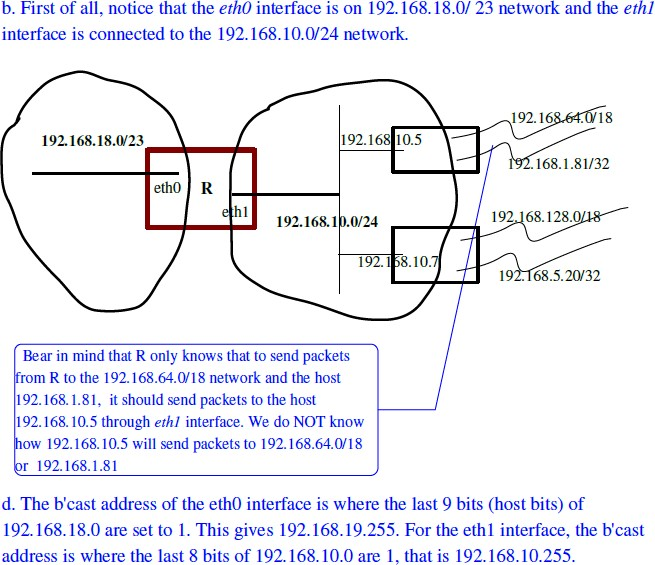 b. First of all, notice that the eth0 interface is on 192.168.18.0/ 23 network and the eth1
interface is connected to the 192.168.10.0/24 network.
192.168.64.0/18
192.168.18.0/23
192.168.10.5
192.168.1.81/32
eth0 R
eth1
192.168.10.0/24
192.168.128.0/18
192.168.10.7
192.168.5.20/32
Bear in mind that R only knows that to send packets
from R to the 192.168.64.0/18 network and the host
192.168.1.81, it should send packets to the host
192.168.10.5 through eth1 interface. We do NOT know
how 192.168.10.5 will send packets to 192.168.64.0/18
or 192.168.1.81
d. The b'cast address of the eth0 interface is where the last 9 bits (host bits) of
192.168.18.0 are set to 1. This gives 192.168.19.255. For the eth1 interface, the b'cast
address is where the last 8 bits of 192.168.10.0 are 1, that is 192.168.10.255.